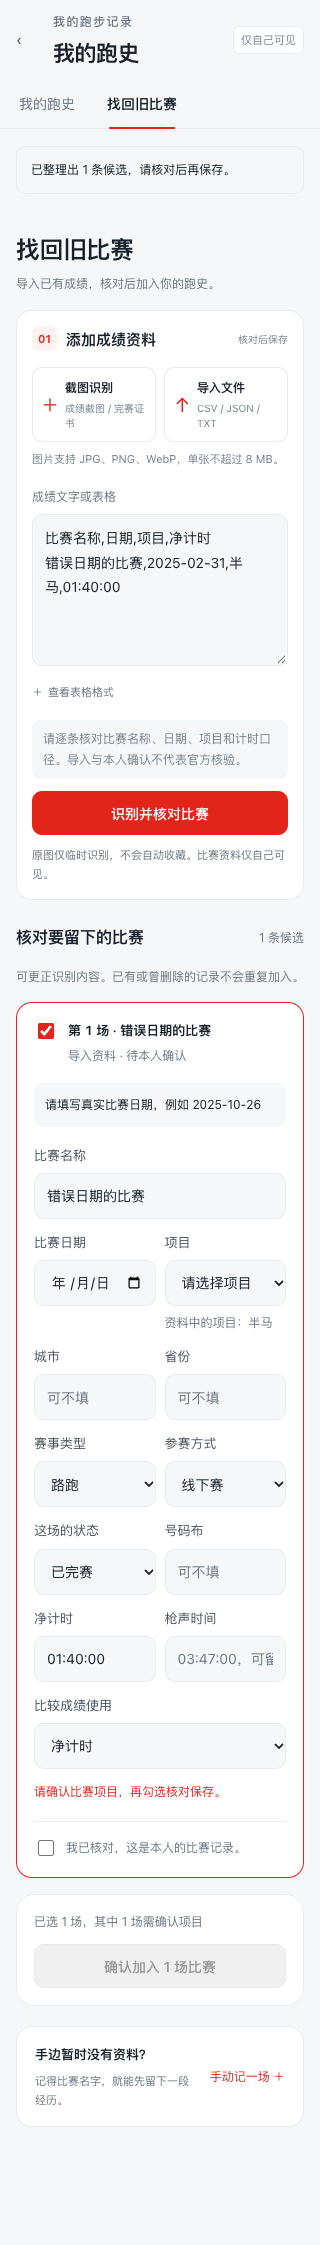 我的跑步记录
‹
我的跑史
仅自己可见
我的跑史
找回旧比赛
已整理出 1 条候选，请核对后再保存。
找回旧比赛
导入已有成绩，核对后加入你的跑史。
01
添加成绩资料
核对后保存
截图识别
成绩截图 / 完赛证
书
导入文件
CSV / JSON /
TXT
图片支持 JPG、PNG、WebP，单张不超过 8 MB。
成绩文字或表格
比赛名称,日期,项目,净计时
错误日期的比赛,2025-02-31,半
马,01:40:00
＋ 查看表格格式
请逐条核对比赛名称、日期、项目和计时口
径。导入与本人确认不代表官方核验。
识别并核对比赛
原图仅临时识别，不会自动收藏。比赛资料仅自己可
见。
核对要留下的比赛
1 条候选
可更正识别内容。已有或曾删除的记录不会重复加入。
第 1 场 · 错误日期的比赛
导入资料 · 待本人确认
请填写真实比赛日期，例如 2025-10-26
比赛名称
错误日期的比赛
比赛日期
项目
年 /月/日
请选择项目
资料中的项目：半马
城市
省份
可不填
可不填
赛事类型
参赛方式
路跑
线下赛
这场的状态
号码布
已完赛
可不填
净计时
枪声时间
01:40:00
03:47:00，可留
比较成绩使用
净计时
请确认比赛项目，再勾选核对保存。
我已核对，这是本人的比赛记录。
已选 1 场，其中 1 场需确认项目
确认加入 1 场比赛
手边暂时没有资料？
记得比赛名字，就能先留下一段
经历。
手动记一场 ＋